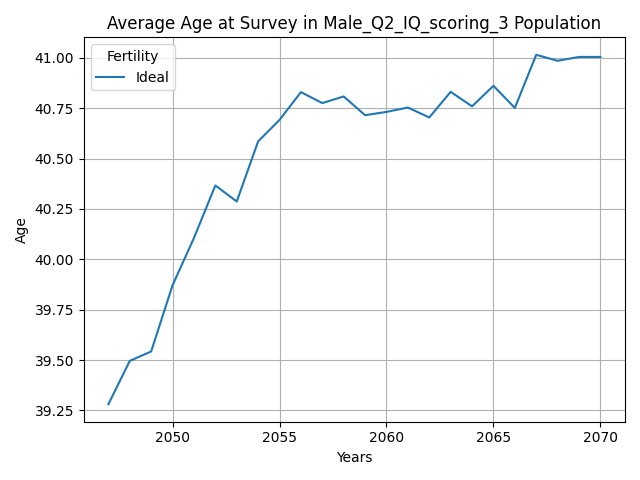 Average Age at Survey in Male_Q2_IQ_scoring_3 Population
Fertility
Ideal
41.00
40.75
40.50
40.25
40.00
39.75
39.50
39.25
Age
2050 2055 2060 2065 2070
Years